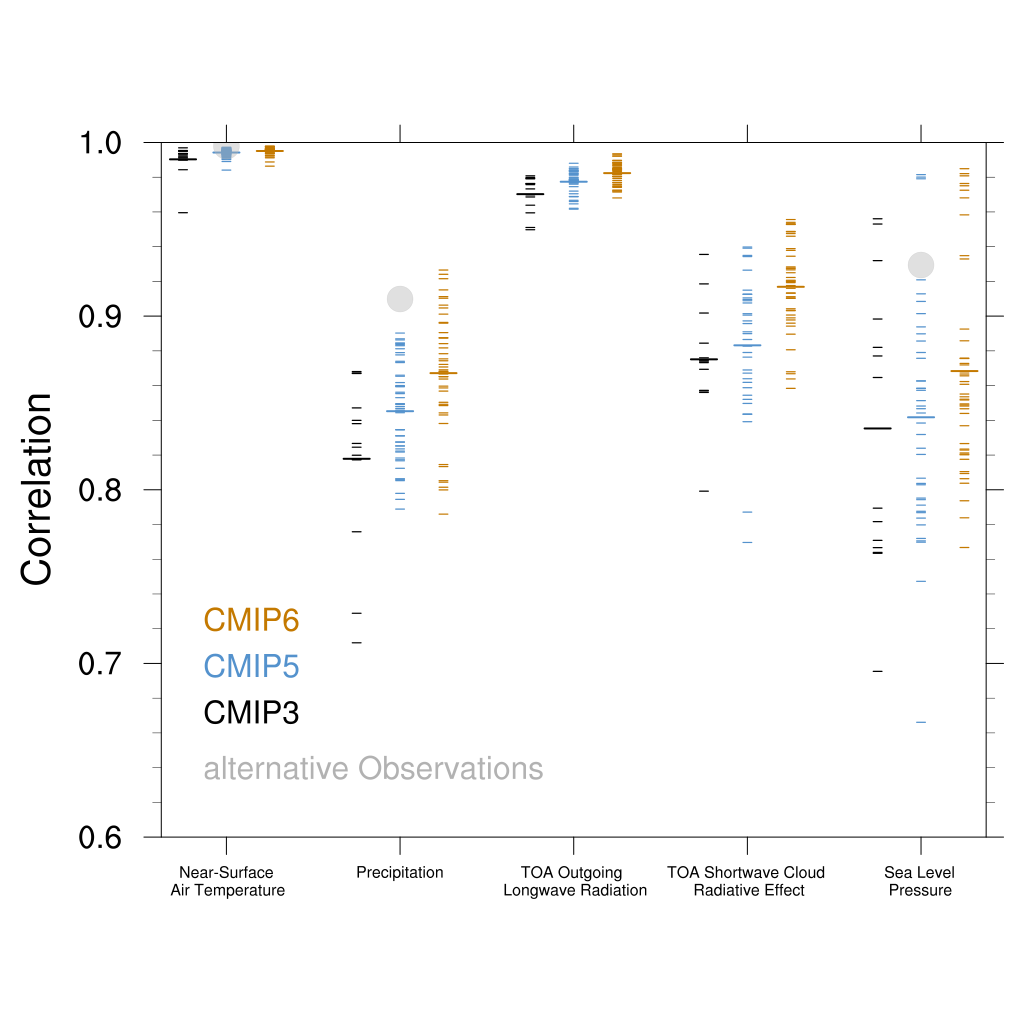 1.0
0.9
0.8
0.7
0.6
Correlation
CMIP6
CMIP5
CMIP3
alternative Observations
Near-Surface
Air Temperature
Precipitation
TOA Outgoing
Longwave Radiation
TOA Shortwave Cloud
Radiative Effect
Sea Level
Pressure